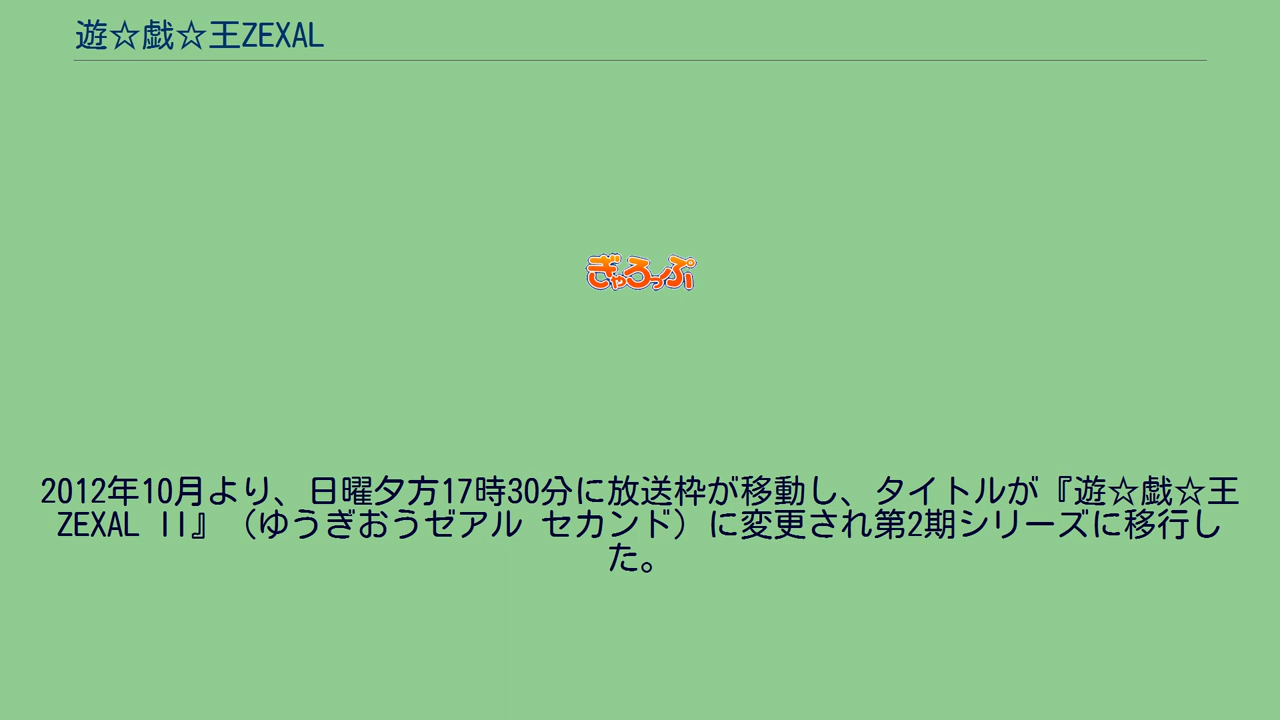 遊☆戯☆王ZEXAL
ぎゃろっぷ
2012年10月より、日曜夕方17時30分に放送枠が移動し、タイトルが『遊☆戯☆王
ZEXAL II』（ゆうぎおうゼアル セカンド）に変更され第2期シリーズに移行し
た。